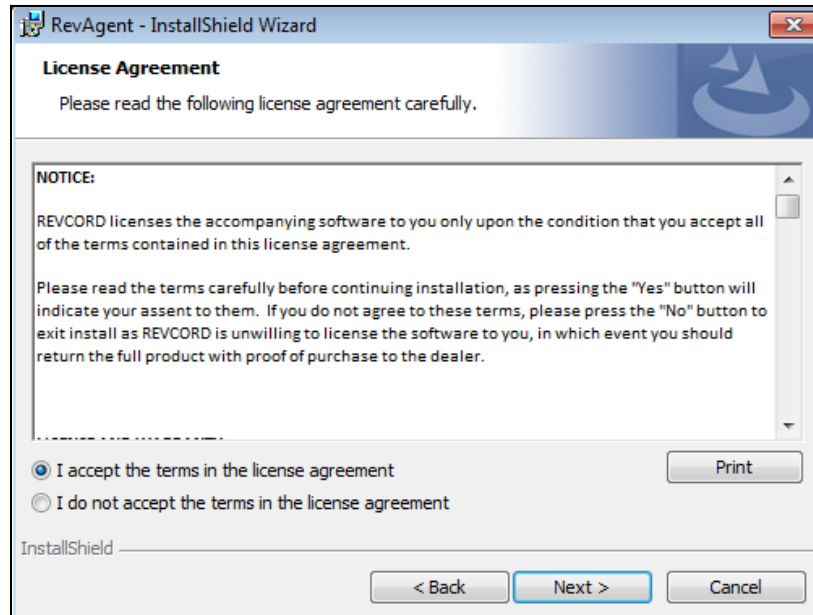 RevAgent - InstallShield Wizard
License Agreement
Please read the following license agreement carefully.
NOTICE:
REVCORD licenses the accompanying software to you only upon the condition that you accept all
of the terms contained in this license agreement.
Please read the terms carefully before continuing installation, as pressing the "Yes" button will
indicate your assent to them.  If you do not agree to these terms, please press the "No" button to
exit install as REVCORD is unwilling to license the software to you, in which event you should
return the full product with proof of purchase to the dealer.
I accept the terms in the license agreement
Print
I do not accept the terms in the license agreement
InstallShield
< Back
Next >
Cancel